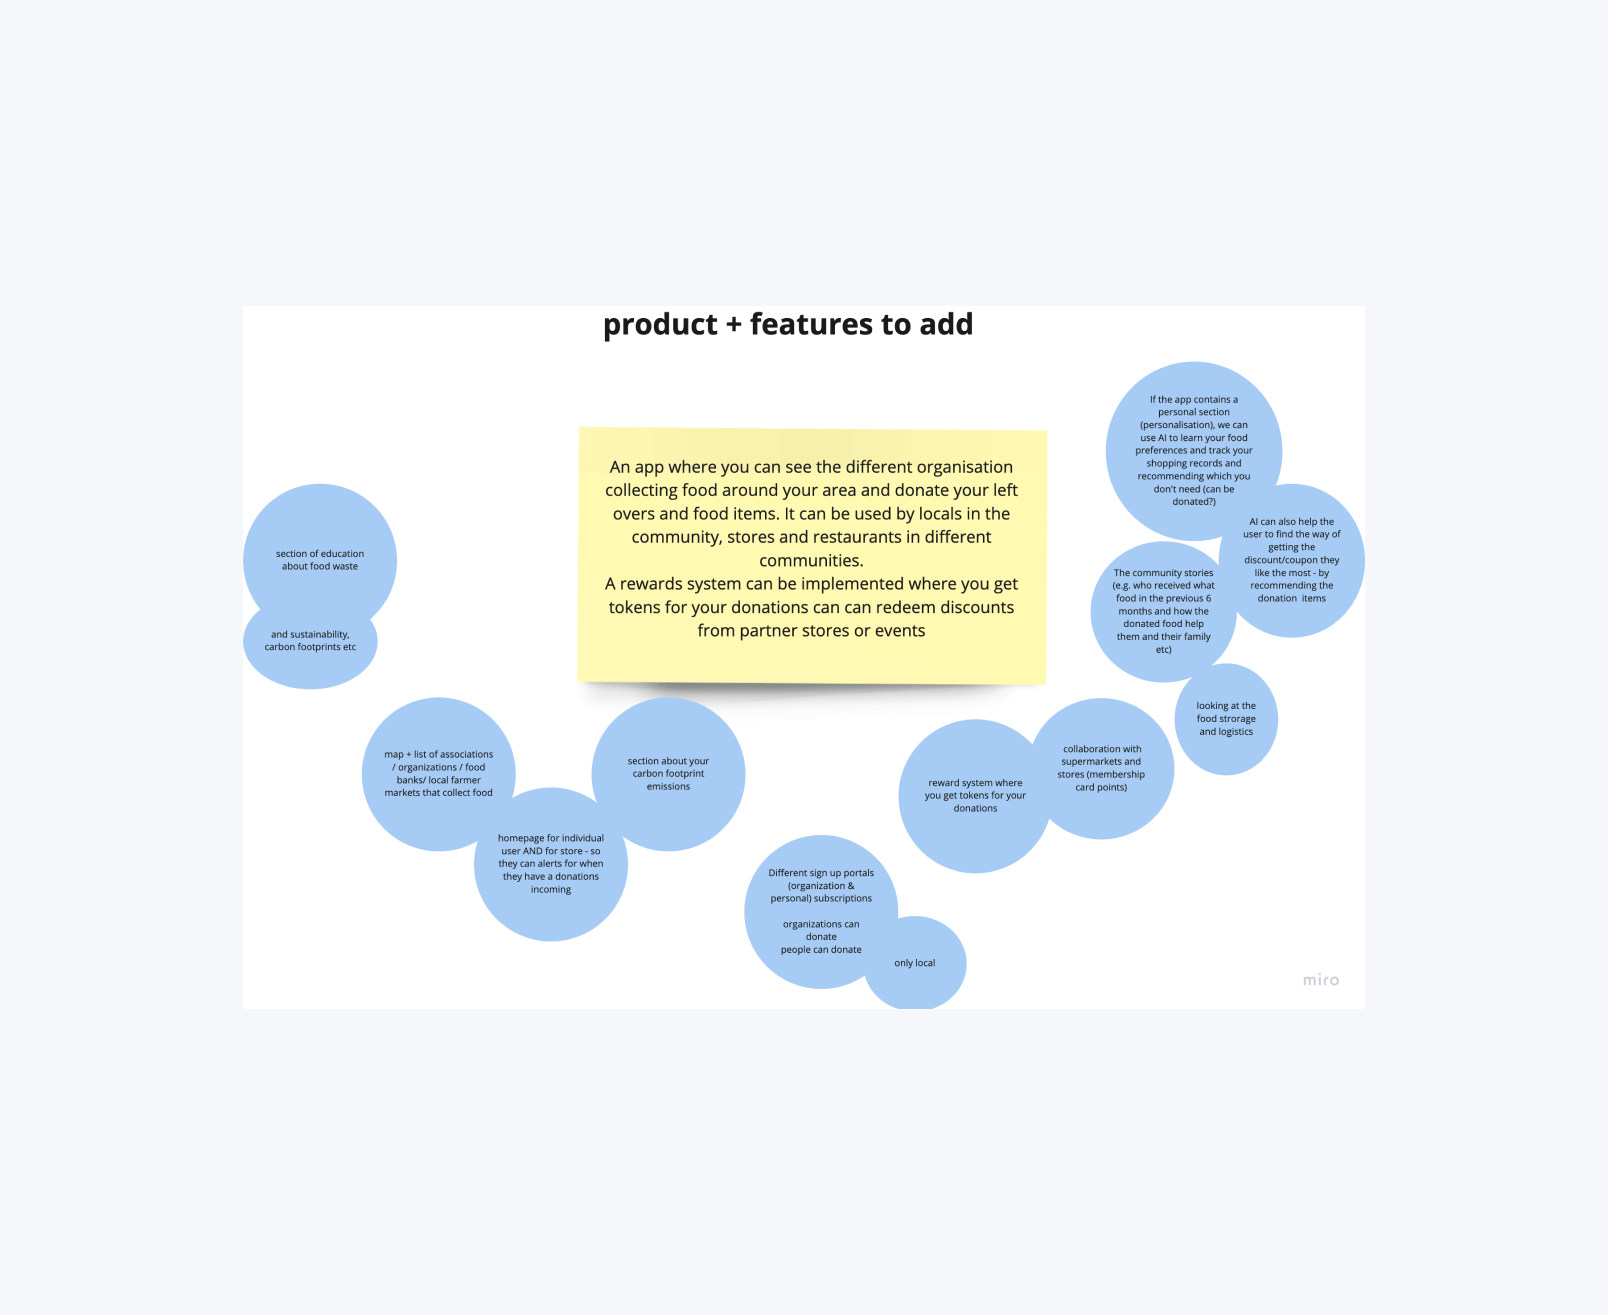 product + features to add
An app where you can see the different organisation
collecting food around your area and donate your left
overs and food items. It can be used by locals in the
community, stores and restaurants in different
communities.
A rewards system can be implemented where you get
tokens for your donations can can redeem discounts
from partner stores or events
section of education
about food waste
and sustainability,
carbon footprints etc
map + list of associations
/ organizations / food
banks/ local farmer
markets that collect food
homepage for individual
user AND for store - so
they can alerts for when
they have a donations
incoming
section about your
carbon footprint
emissions
Different sign up portals
(organization &
personal) subscriptions
organizations can
donate
people can donate
only local
reward system where
you get tokens for your
donations
collaboration with
supermarkets and
stores (membership
card points)
looking at the
food strorage
and logistics
The community stories
(e.g. who received what
food in the previous 6
months and how the
donated food help
them and their family
etc)
AI can also help the
user to find the way of
getting the
discount/coupon they
like the most - by
recommending the
donation  items
If the app contains a
personal section
(personalisation), we can
use AI to learn your food
preferences and track your
shopping records and
recommending which you
don't need (can be
donated?)
miro